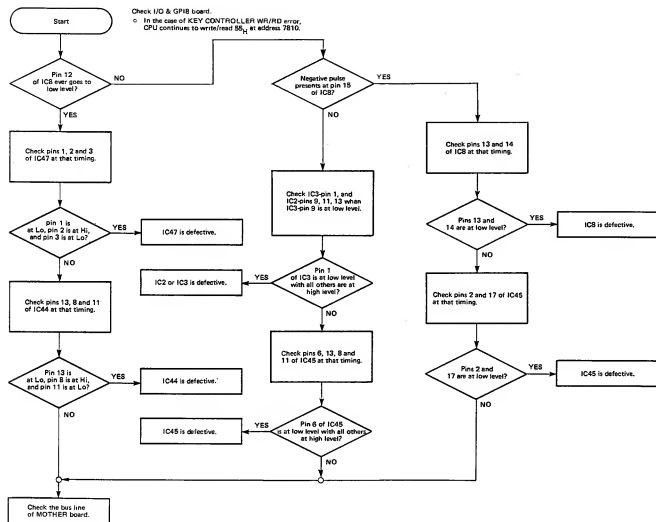 Start
Check I/O & GPIB board.
o In the case of KEY CONTROLLER WR/RD error,
CPU continues to write/read 55H at address 7810.
Pin 12
of IC8 ever goes to
low level?
NO
YES
Check pins 1, 2 and 3
of IC47 at that timing.
pin 1 is
at Lo, pin 2 is at Hi,
and pin 3 is at Lo?
YES
IC47 is defective.
NO
Check pins 13, 8 and 11
of IC44 at that timing.
Pin 13 is
at Lo, pin 8 is at Hi,
and pin 11 is at Lo?
YES
IC44 is defective.
NO
Check the bus line
of MOTHER board.
Negative pulse
presents at pin 15
of IC8?
YES
NO
Check IC3-pin 1, and
IC2-pins 9, 11, 13 whan
IC3-pin 9 is at low level.
Pin 1
of IC3 is at low level
with all others are at
high level?
YES
IC2 or IC3 is defective.
NO
Check pins 6, 13, 8 and
11 of IC45 at that timing.
Pin 6 of IC45
is at low level with all others
at high level?
YES
IC45 is defective.
NO
Check pins 13 and 14
of IC8 at that timing.
Pins 13 and
14 are at low level?
YES
IC8 is defective.
NO
Check pins 2 and 17 of IC45
at that timing.
Pins 2 and
17 are at low level?
YES
IC45 is defective.
NO